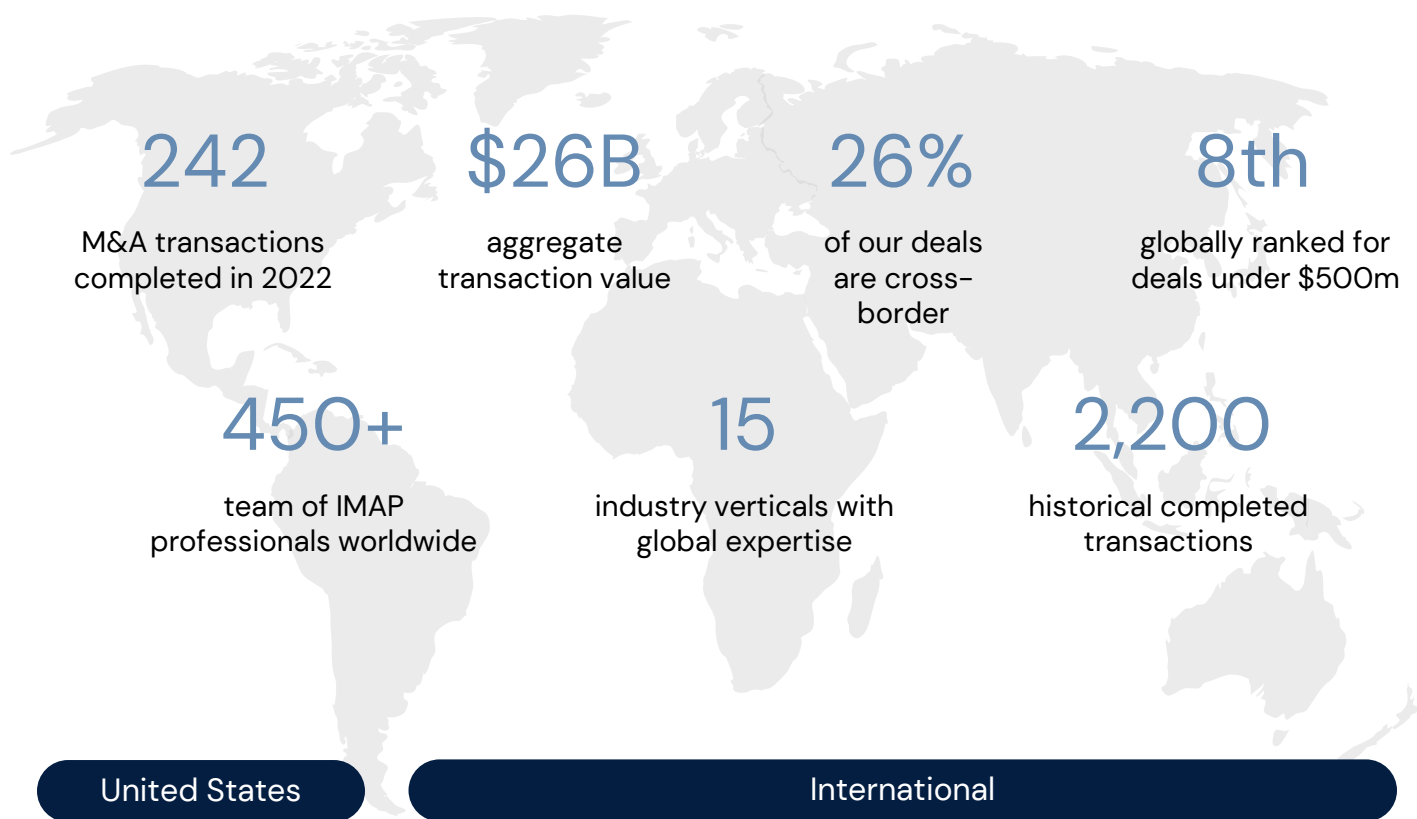 242
M&A transactions
completed in 2022
$26B
aggregate
transaction value
26%
of our deals
are cross-
border
8th
globally ranked for
deals under $500m
450+
team of IMAP
professionals worldwide
15
industry verticals with
global expertise
2,200
historical completed
transactions
United States
International